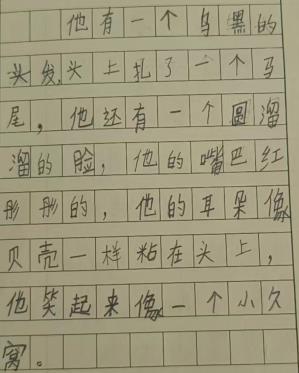 他有一个乌黑的
头发,头上扎了一个马
尾，他还有一个圆溜
溜的脸，他的嘴巴红
彤彤的，他的耳朵像
贝壳一样粘在头上，
他笑起来像一个小久
窝。